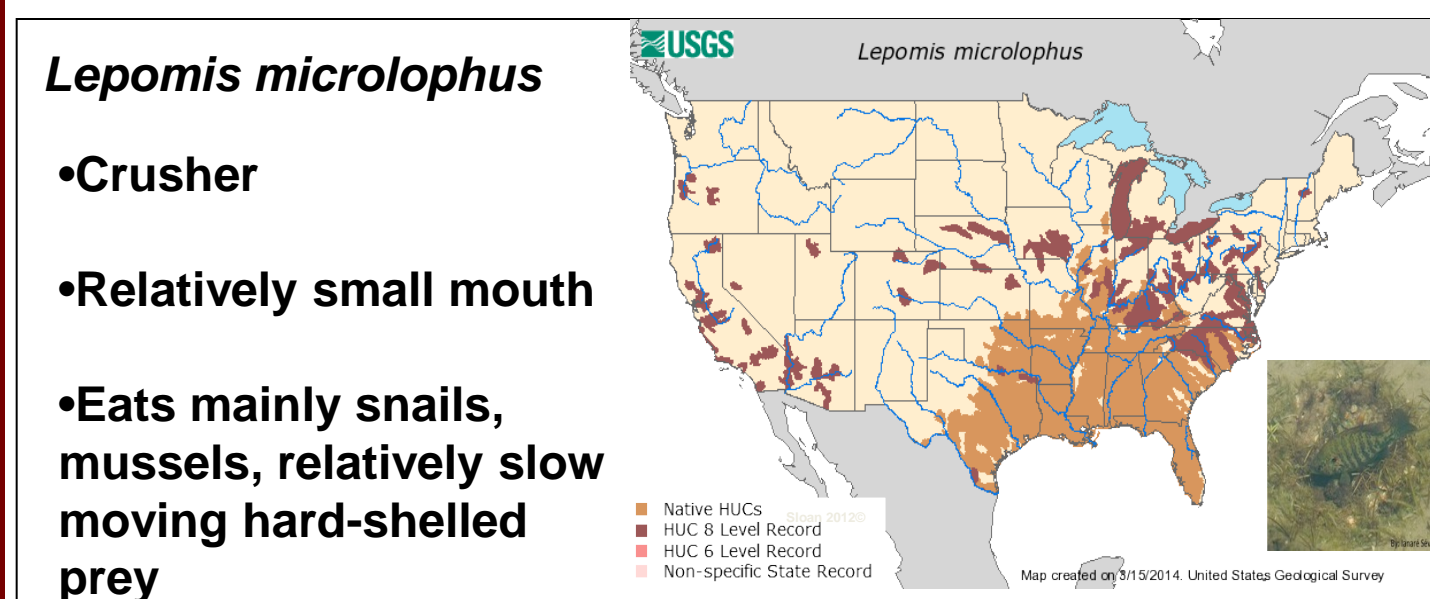 Lepomis microlophus
•Crusher
•Relatively small mouth
•Eats mainly snails,
mussels, relatively slow
moving hard-shelled
prey
USGS
Lepomis microlophus
Native HUCs
Sloan 2012©
HUC 8 Level Record
HUC 6 Level Record
Non-specific State Record
Map created on 3/15/2014. United States Geological Survey